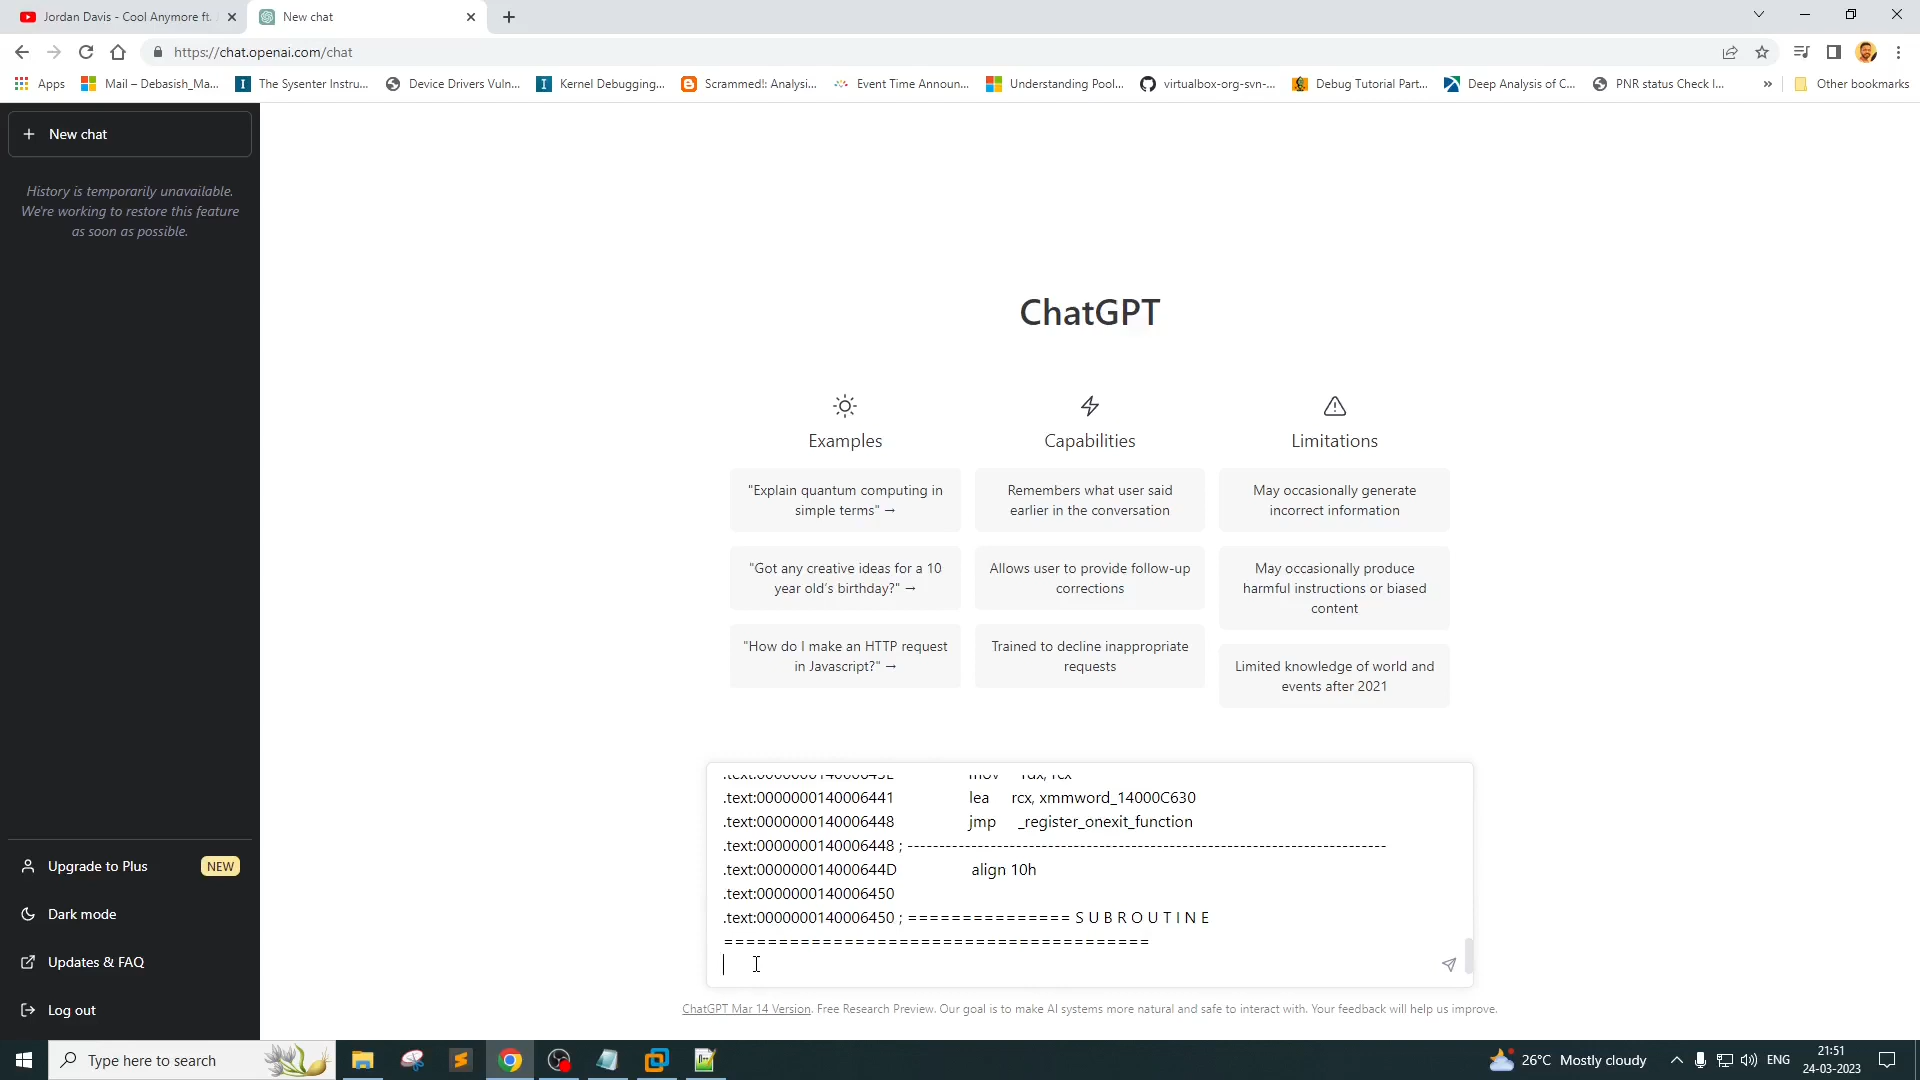 Jordan Davis - Cool Anymore ft.
New chat
https://chat.openai.com/chat
Apps
Mail – Debasish_Ma...
The Sysenter Instru...
Device Drivers Vuln...
Kernel Debugging,...
Scrammed!: Analysi...
Event Time Announ...
Understanding Pool...
virtualbox-org-svn-...
Debug Tutorial Part...
Deep Analysis of C...
PNR status Check I...
»
Other bookmarks
+ New chat
History is temporarily unavailable.
We're working to restore this feature
as soon as possible.
ChatGPT
Examples
Capabilities
Limitations
"Explain quantum computing in
simple terms" →
Remembers what user said
earlier in the conversation
May occasionally generate
incorrect information
"Got any creative ideas for a 10
year old's birthday?" →
Allows user to provide follow-up
corrections
May occasionally produce
harmful instructions or biased
content
"How do I make an HTTP request
in Javascript?" →
Trained to decline inappropriate
requests
Limited knowledge of world and
events after 2021
.text:000000014000643E mov rdx, rcx
.text:0000000140006441 lea rcx, xmmword_14000C630
.text:0000000140006448 jmp _register_onexit_function
.text:0000000140006448 ; ---------------------------------------------------------------------------
.text:000000014000644D align 10h
.text:0000000140006450
.text:0000000140006450 ; =============== S U B R O U T I N E
=======================================
ChatGPT Mar 14 Version. Free Research Preview. Our goal is to make AI systems more natural and safe to interact with. Your feedback will help us improve.
Upgrade to Plus
NEW
Dark mode
Updates & FAQ
Log out
Type here to search
26°C Mostly cloudy
ENG
21:51
24-03-2023